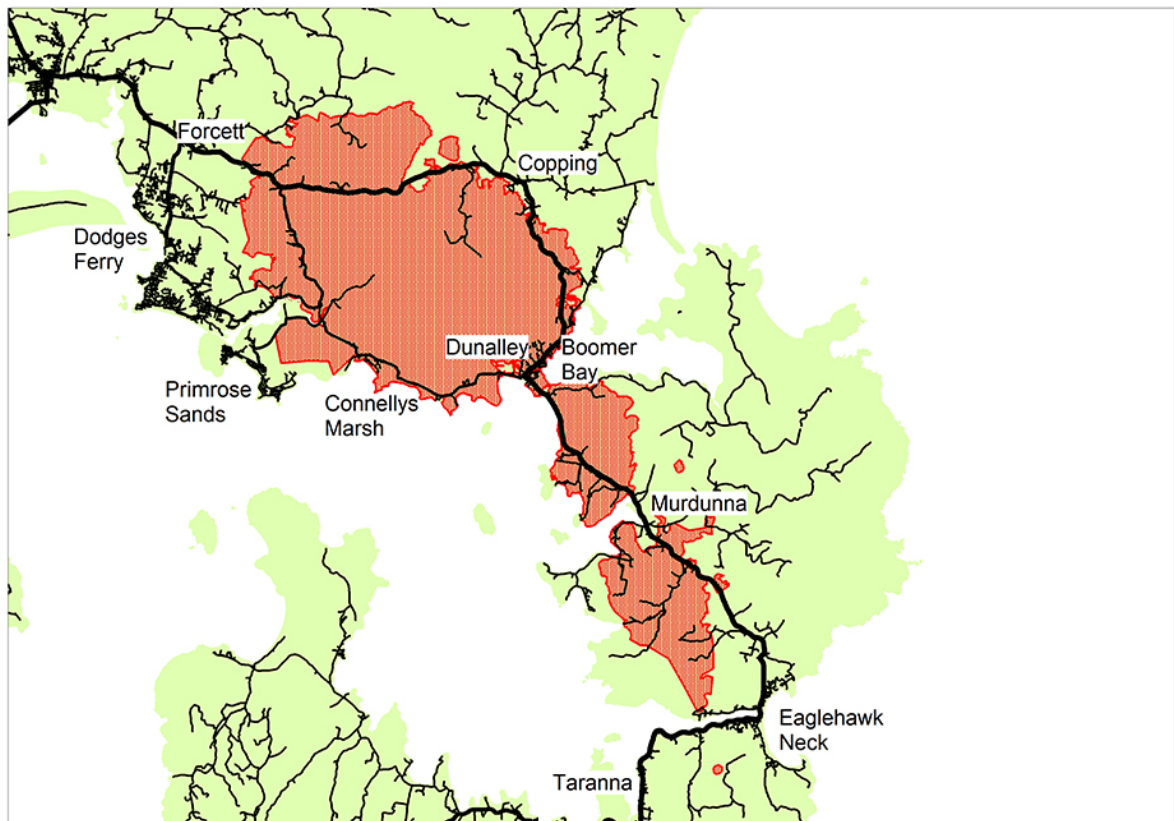 Forcett
Copping
Dodges
Ferry
Dunalley
Boomer
Bay
Primrose
Sands
Connellys
Marsh
Murdunna
Eaglehawk
Neck
Taranna